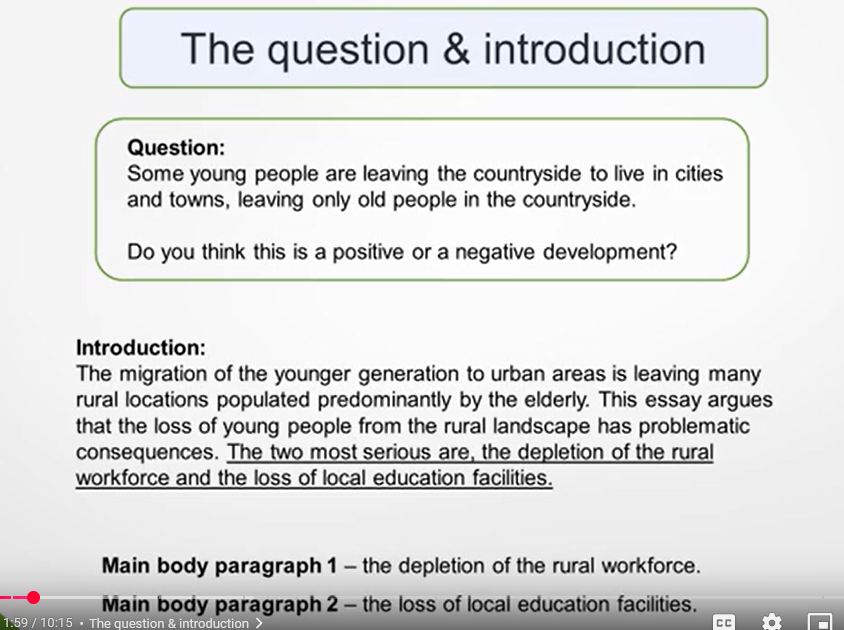 The question & introduction
Question:
Some young people are leaving the countryside to live in cities
and towns, leaving only old people in the countryside.
Do you think this is a positive or a negative development?
Introduction:
The migration of the younger generation to urban areas is leaving many
rural locations populated predominantly by the elderly. This essay argues
that the loss of young people from the rural landscape has problematic
consequences. The two most serious are, the depletion of the rural
workforce and the loss of local education facilities.
Main body paragraph 1 – the depletion of the rural workforce.
Main body paragraph 2 – the loss of local education facilities.
1:59 / 10:15 • The question & introduction >
CC